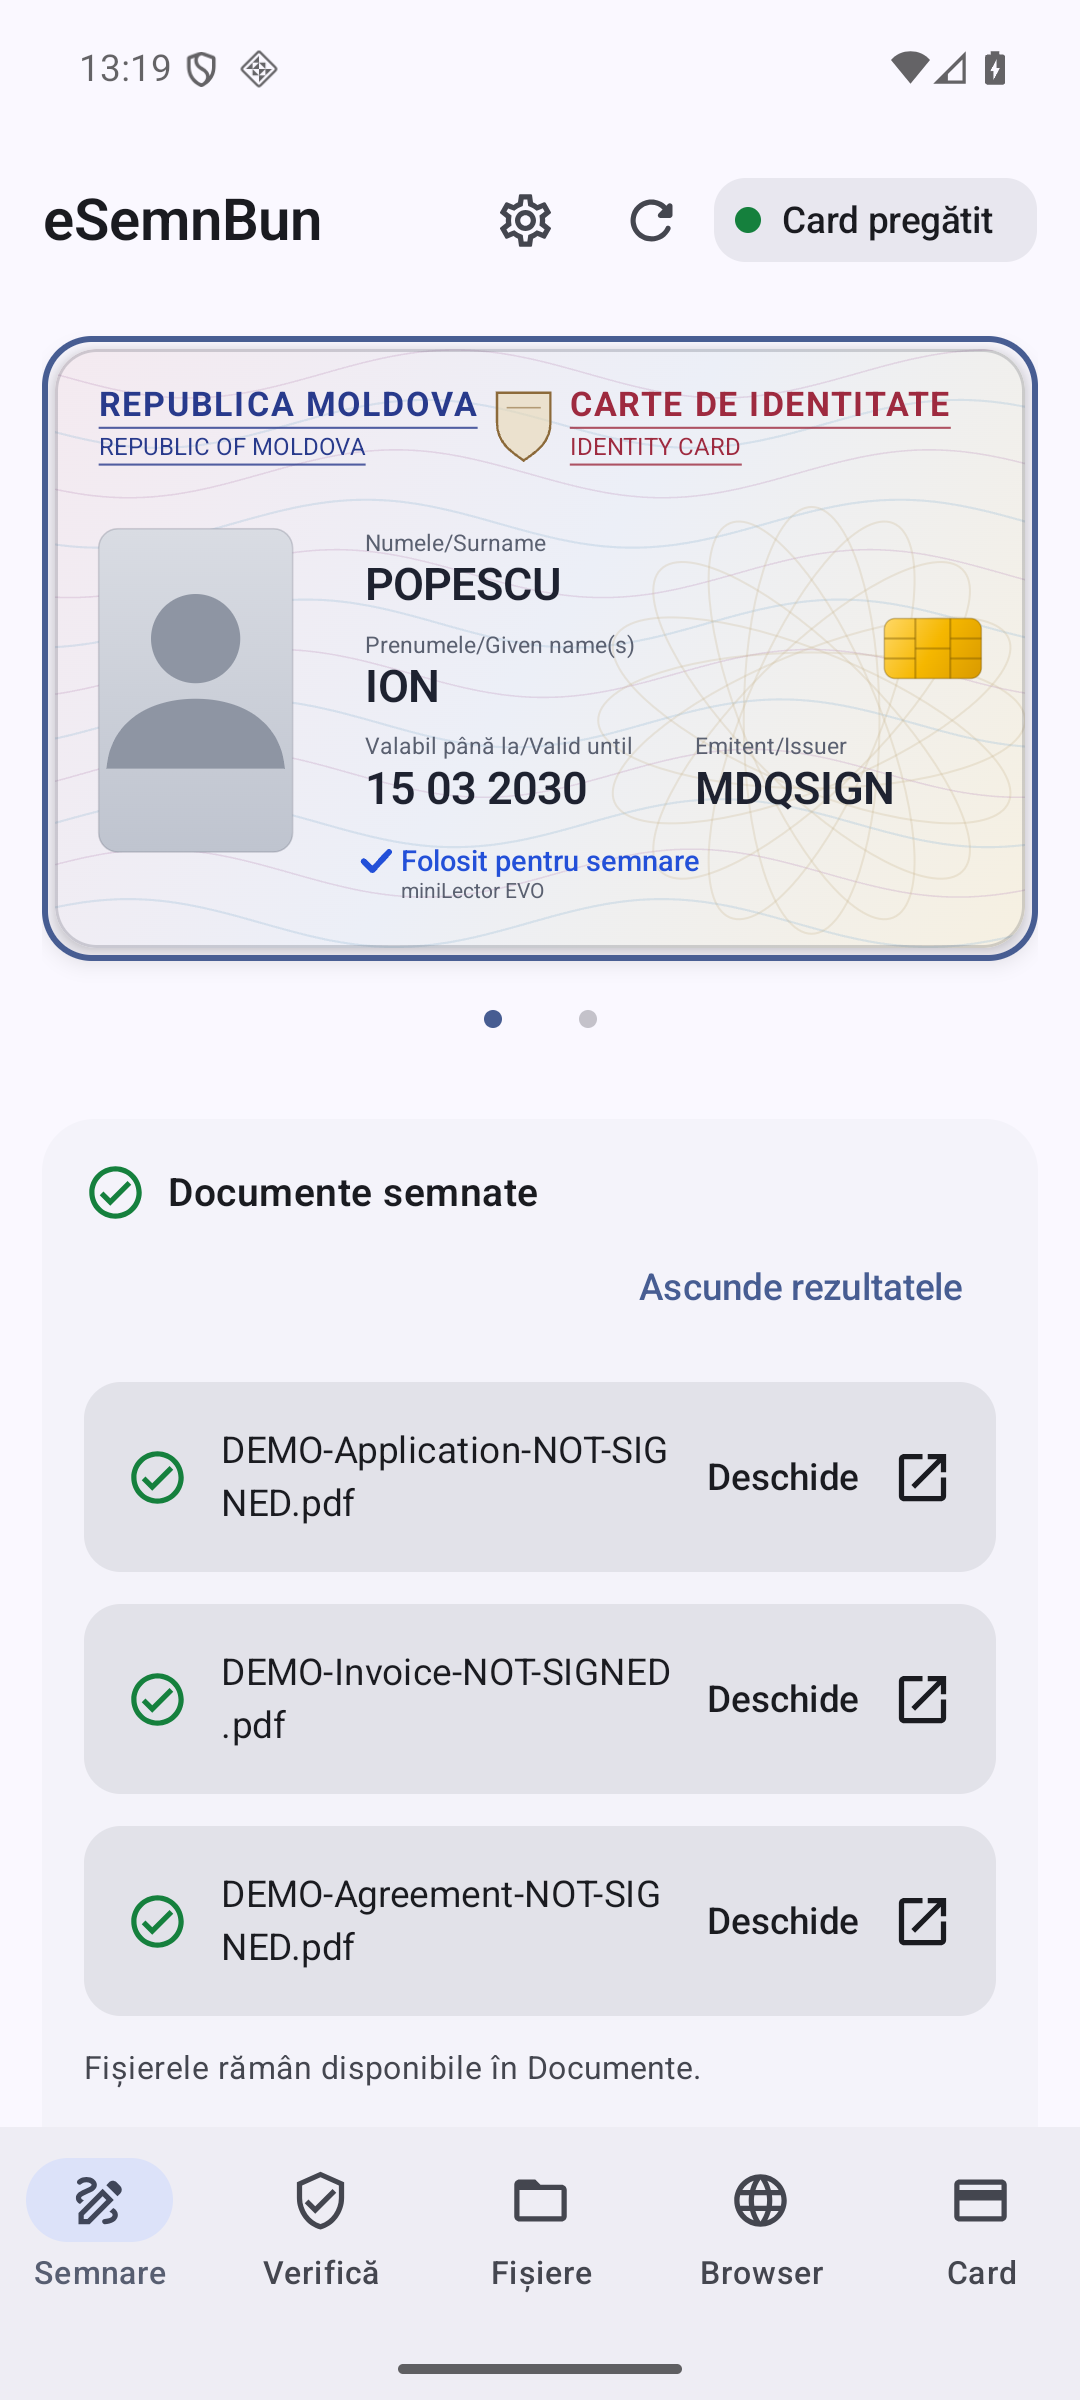 13:19
eSemnBun
Card pregătit
REPUBLICA MOLDOVA
REPUBLIC OF MOLDOVA
CARTE DE IDENTITATE
IDENTITY CARD
Numele/Surname
POPESCU
Prenumele/Given name(s)
ION
Valabil până la/Valid until
15 03 2030
Emitent/Issuer
MDQSIGN
Folosit pentru semnare
miniLector EVO
Documente semnate
Ascunde rezultatele
DEMO-Application-NOT-SIG
NED.pdf
Deschide
DEMO-Invoice-NOT-SIGNED
.pdf
Deschide
DEMO-Agreement-NOT-SIG
NED.pdf
Deschide
Fișierele rămân disponibile în Documente.
Semnare
Verifică
Fișiere
Browser
Card